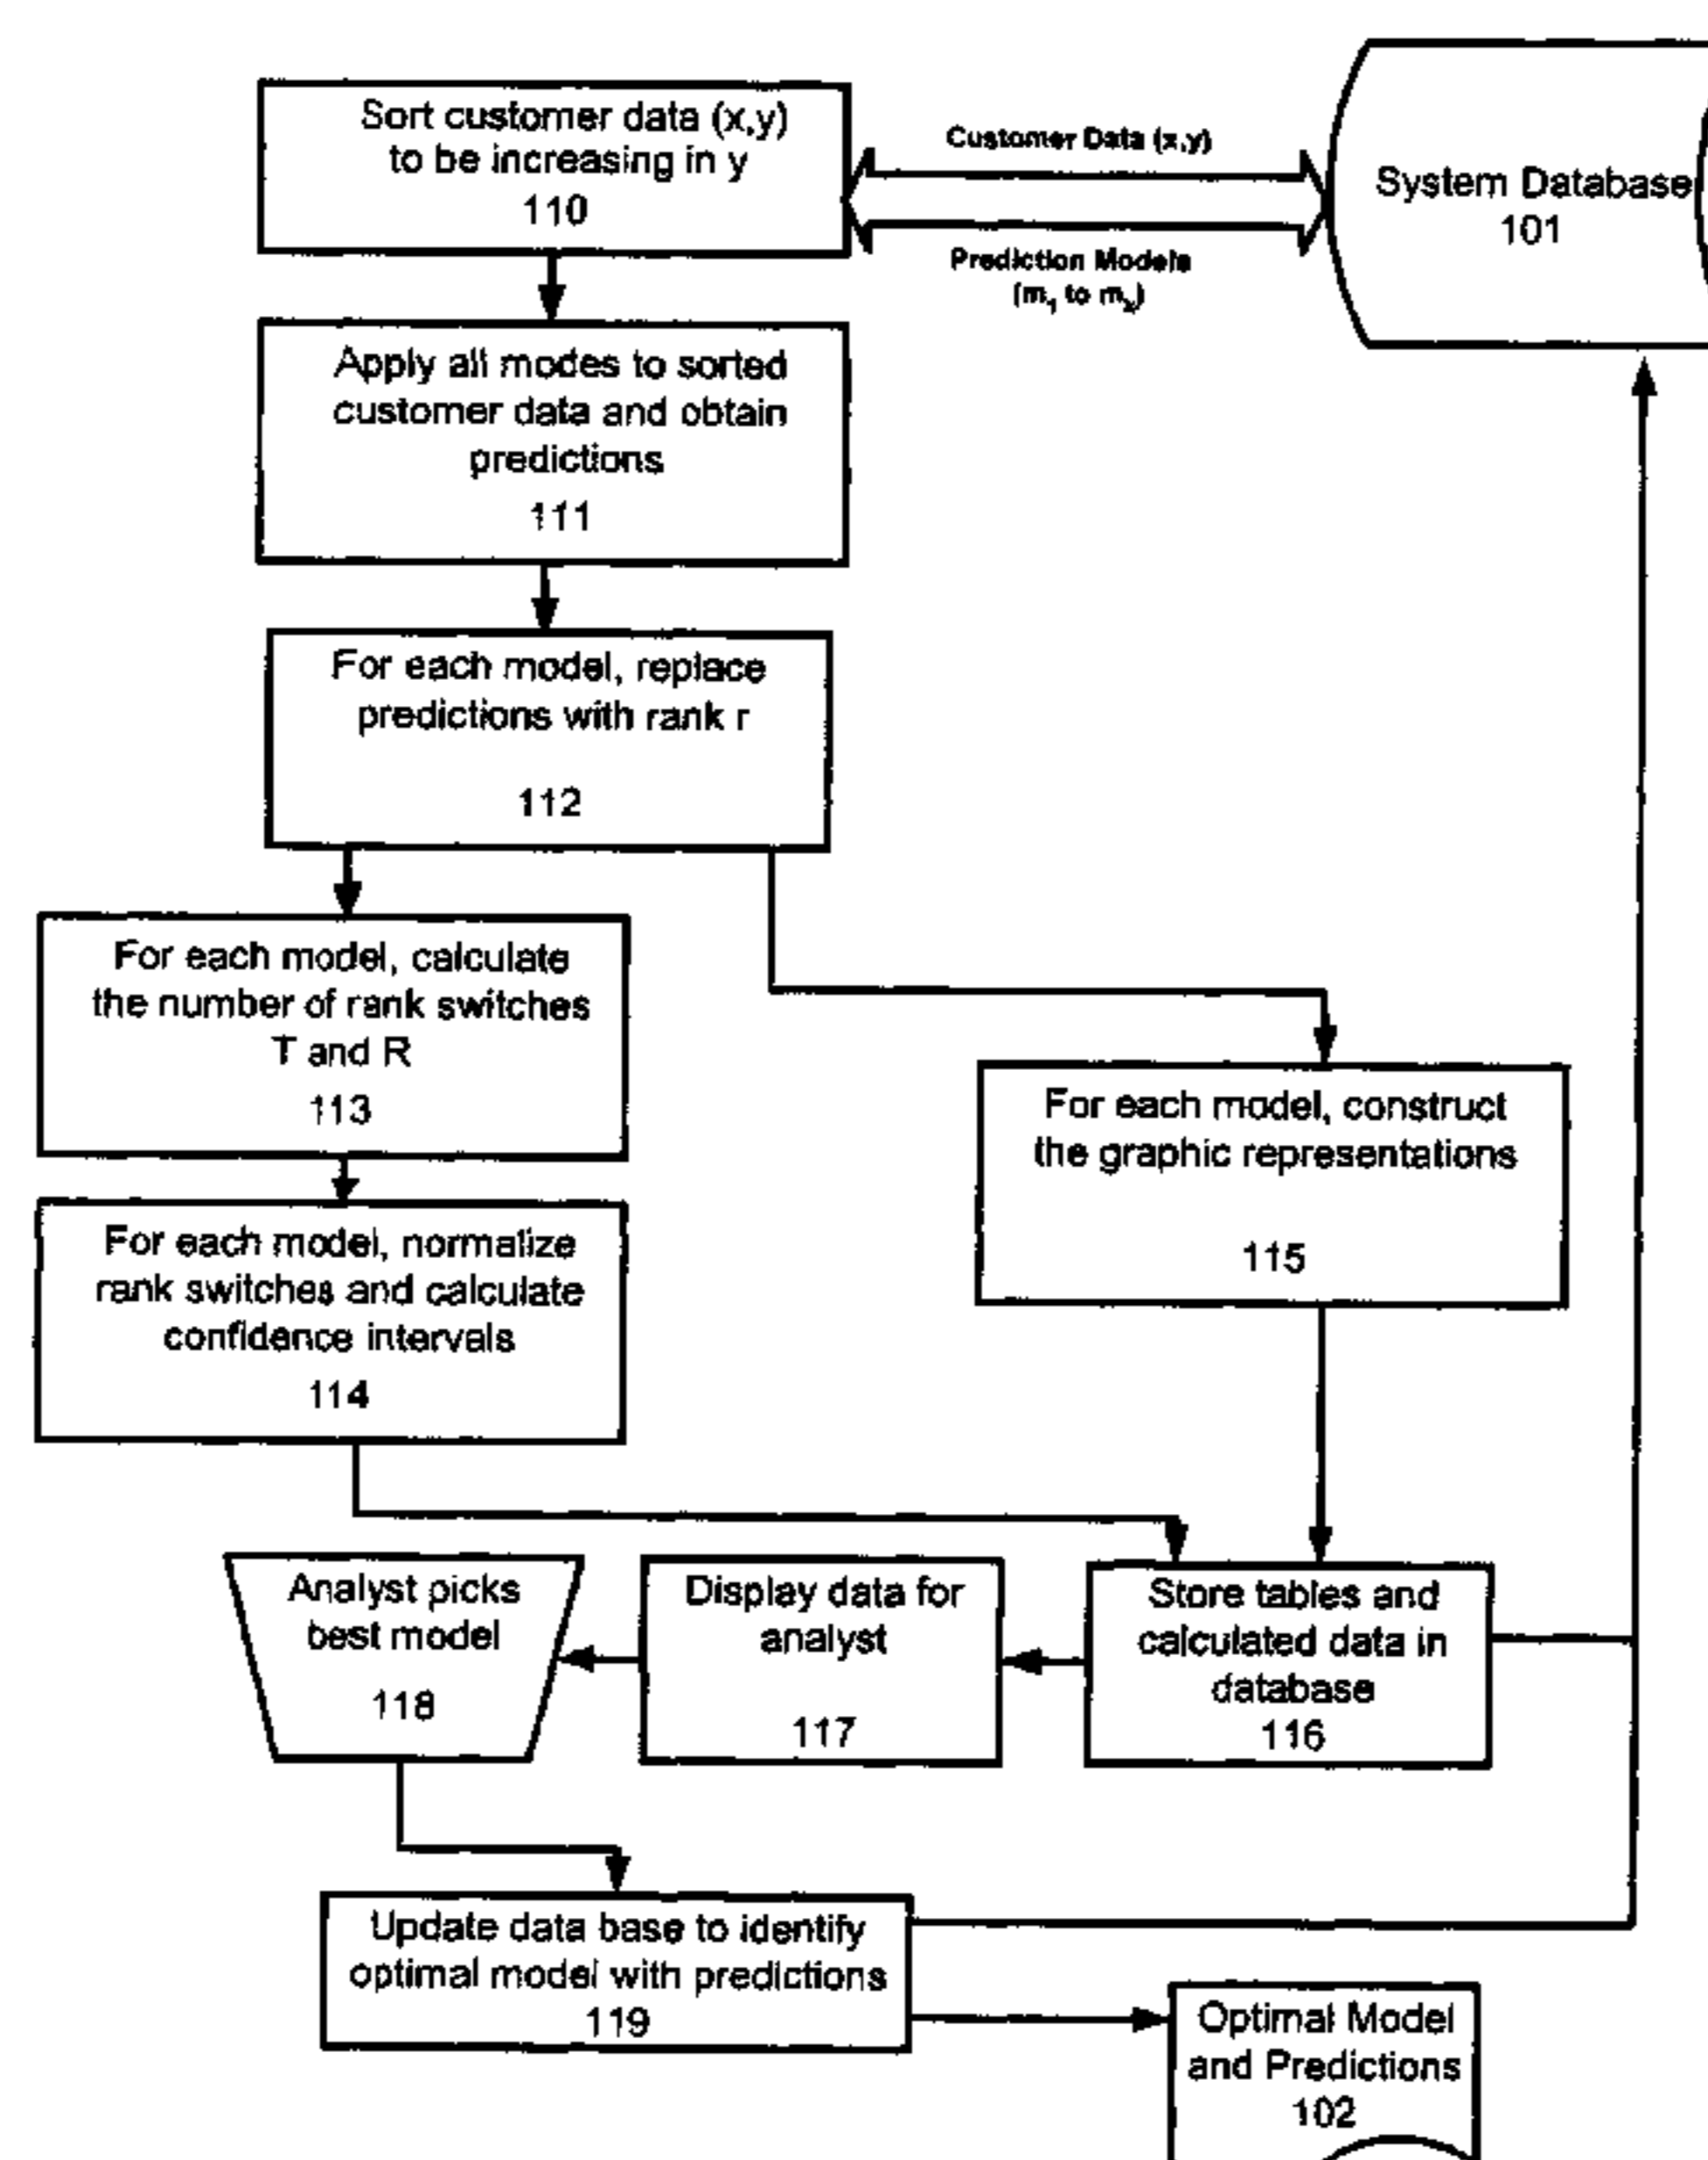 Sort customer data (x,y)
to be increasing in y
110
Customer Data (x,y)
Prediction Models
(m₁ to mₓ)
System Database
101
Apply all modes to sorted
customer data and obtain
predictions
111
For each model, replace
predictions with rank r
112
For each model, calculate
the number of rank switches
T and R
113
For each model, construct
the graphic representations
115
For each model, normalize
rank switches and calculate
confidence intervals
114
Analyst picks
best model
118
Display data for
analyst
117
Store tables and
calculated data in
database
116
Update data base to identify
optimal model with predictions
119
Optimal Model
and Predictions
102